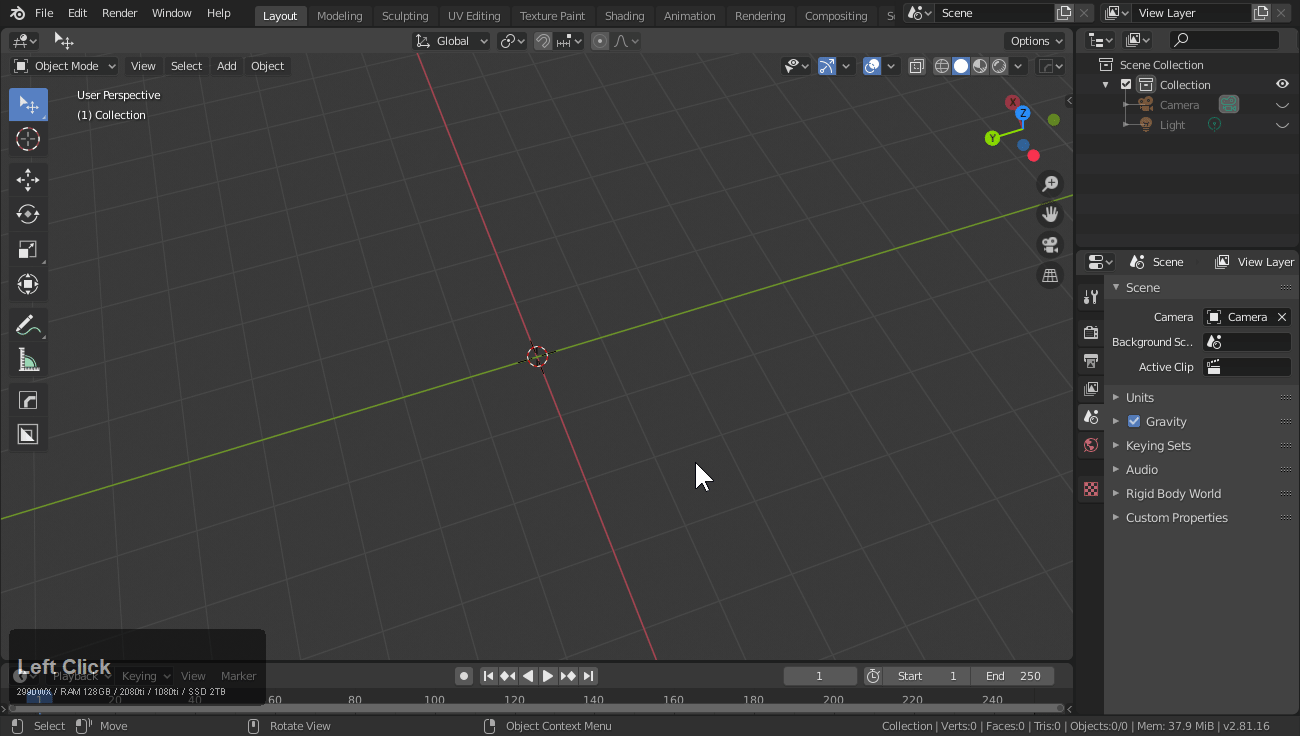 File Edit Render Window Help Layout Modeling Sculpting UV Editing Texture Paint Shading Animation Rendering Compositing Scene View Layer
Global Options
Object Mode View Select Add Object
User Perspective
(1) Collection
X
Z
Y
Scene Collection
Collection
Camera
Light
Scene View Layer
Scene
Camera Camera
Background Sc..
Active Clip
Units
Gravity
Keying Sets
Audio
Rigid Body World
Custom Properties
Left Click
2990WX / RAM 128GB / 2080ti / 1080ti / SSD 2TB
Playback Keying View Marker 1 Start 1 End 250
1 20 40 60 80 100 120 140 160 180 200 220 240
Select Move Rotate View Object Context Menu Collection | Verts:0 | Faces:0 | Tris:0 | Objects:0/0 | Mem: 37.9 MiB | v2.81.16